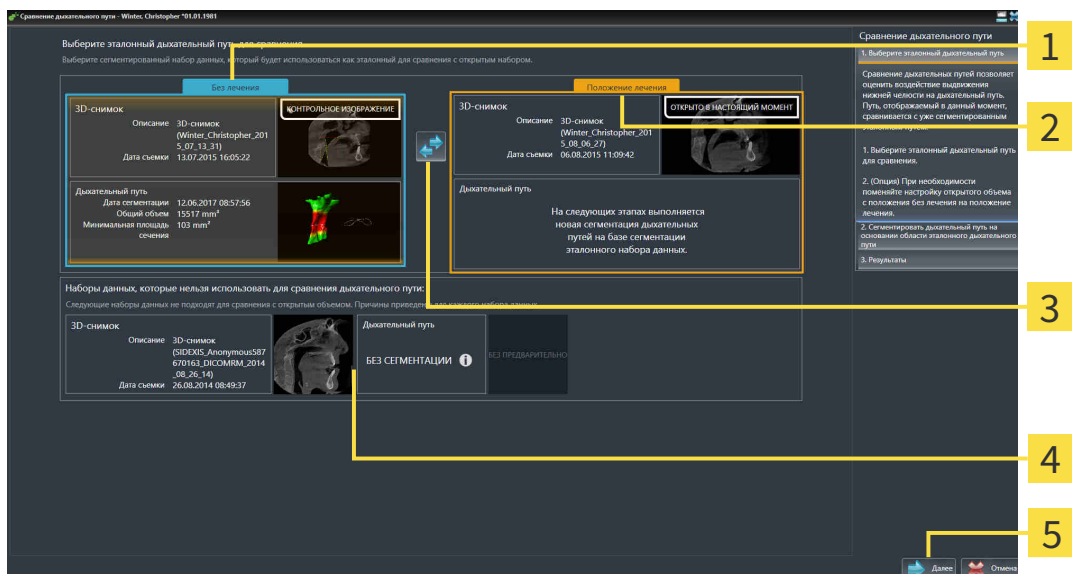 Сравнение дыхательного пути - Winter, Christopher *01.01.1981
Выберите эталонный дыхательный путь для сравнения
Выберите сегментированный набор данных, который будет использоваться как эталонный для сравнения с открытым набором.
Без лечения
3D-снимок
КОНТРОЛЬНОЕ ИЗОБРАЖЕНИЕ
Описание 3D-снимок
(Winter_Christopher_201
5_07_13_31)
Дата съемки 13.07.2015 16:05:22
Дыхательный путь
Дата сегментации 12.06.2017 08:57:56
Общий объем 15517 mm³
Минимальная площадь 103 mm²
сечения
Положение лечения
3D-снимок
ОТКРЫТО В НАСТОЯЩИЙ МОМЕНТ
Описание 3D-снимок
(Winter_Christopher_201
5_08_06_27)
Дата съемки 06.08.2015 11:09:42
Дыхательный путь
На следующих этапах выполняется
новая сегментация дыхательных
путей на базе сегментации
эталонного набора данных.
Наборы данных, которые нельзя использовать для сравнения дыхательного пути:
Следующие наборы данных не подходят для сравнения с открытым объемом. Причины приведены для каждого набора данных.
3D-снимок
Описание 3D-снимок
(SIDEXIS_Anonymous587
670163_DICOMRM_2014
_08_26_14)
Дата съемки 26.08.2014 08:49:37
Дыхательный путь
БЕЗ СЕГМЕНТАЦИИ
БЕЗ ПРЕДВАРИТЕЛЬНО
Сравнение дыхательного пути
1. Выберите эталонный дыхательный путь
Сравнение дыхательных путей позволяет
оценить воздействие выдвижения
нижней челюсти на дыхательный путь.
Путь, отображаемый в данный момент,
сравнивается с уже сегментированным
эталонным путем.
1. Выберите эталонный дыхательный путь
для сравнения.
2. (Опция) При необходимости
поменяйте настройку открытого объема
с положения без лечения на положение
лечения.
2. Сегментировать дыхательный путь на
основании области эталонного дыхательного
пути
3. Результаты
Далее
Отмена
1
2
3
4
5